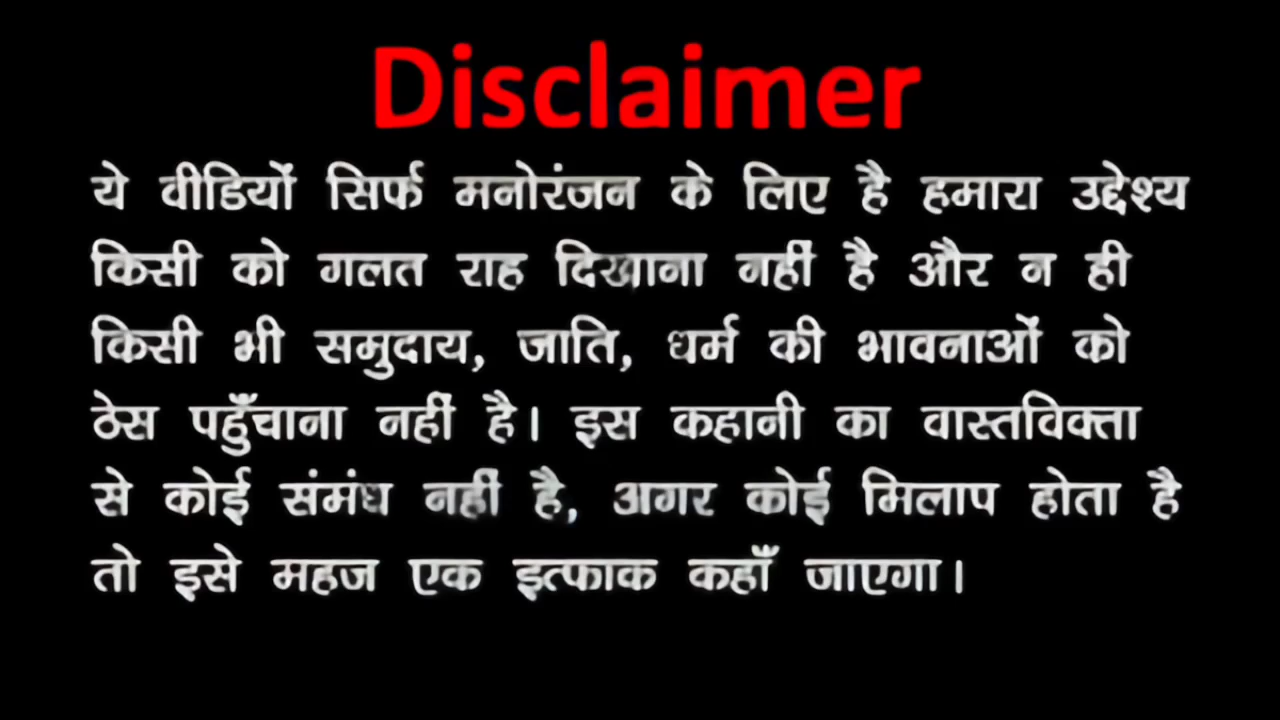 Disclaimer
ये वीडियों सिर्फ मनोरंजन के लिए है हमारा उद्देश्य
किसी को गलत राह दिखाना नहीं है और न ही
किसी भी समुदाय, जाति, धर्म की भावनाओं को
ठेस पहुँचाना नहीं है। इस कहानी का वास्तविक्ता
से कोई संमंध नहीं है, अगर कोई मिलाप होता है
तो इसे महज एक इत्फाक कहाँ जाएगा।